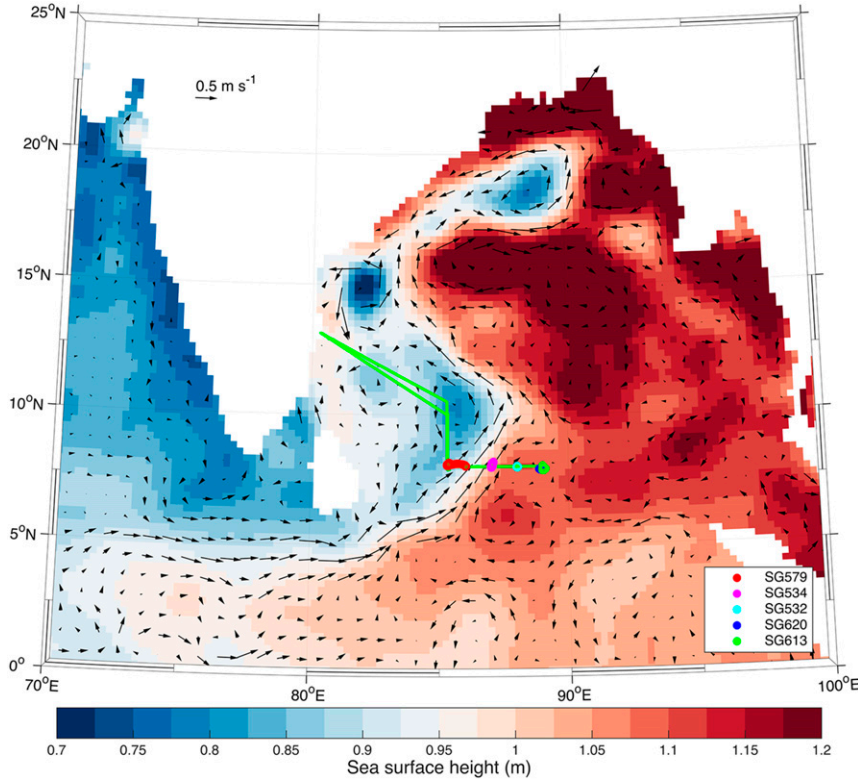 25°N
0.5 m s⁻¹
20°N
15°N
10°N
5°N
0°
SG579
SG534
SG532
SG620
SG613
70°E 80°E 90°E 100°E
0.7 0.75 0.8 0.85 0.9 0.95 1 1.05 1.1 1.15 1.2
Sea surface height (m)